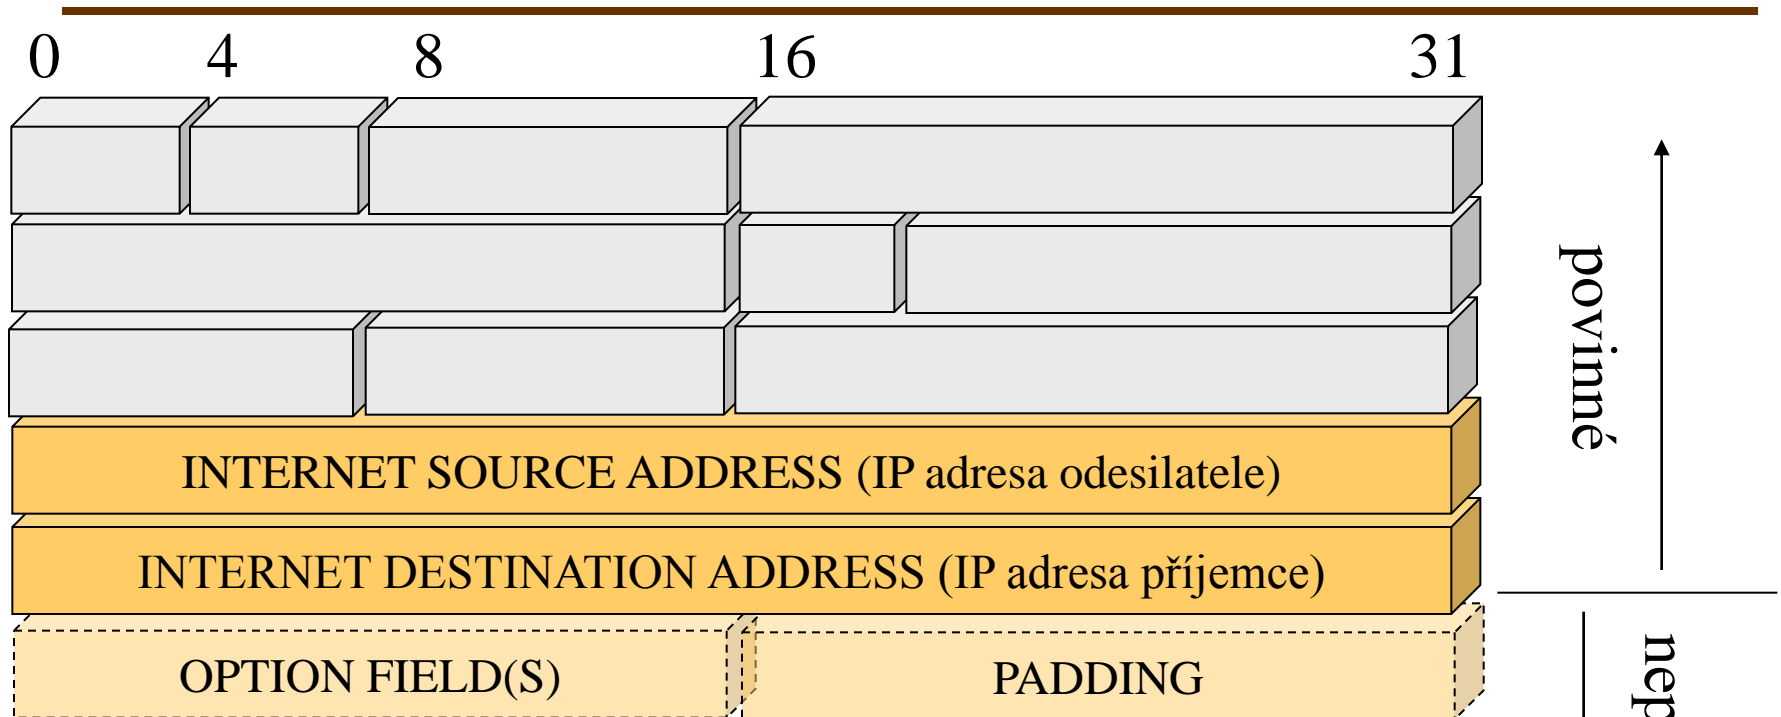 0 4 8 16 31
povinné
INTERNET SOURCE ADDRESS (IP adresa odesilatele)
INTERNET DESTINATION ADDRESS (IP adresa příjemce)
OPTION FIELD(S) PADDING
nep